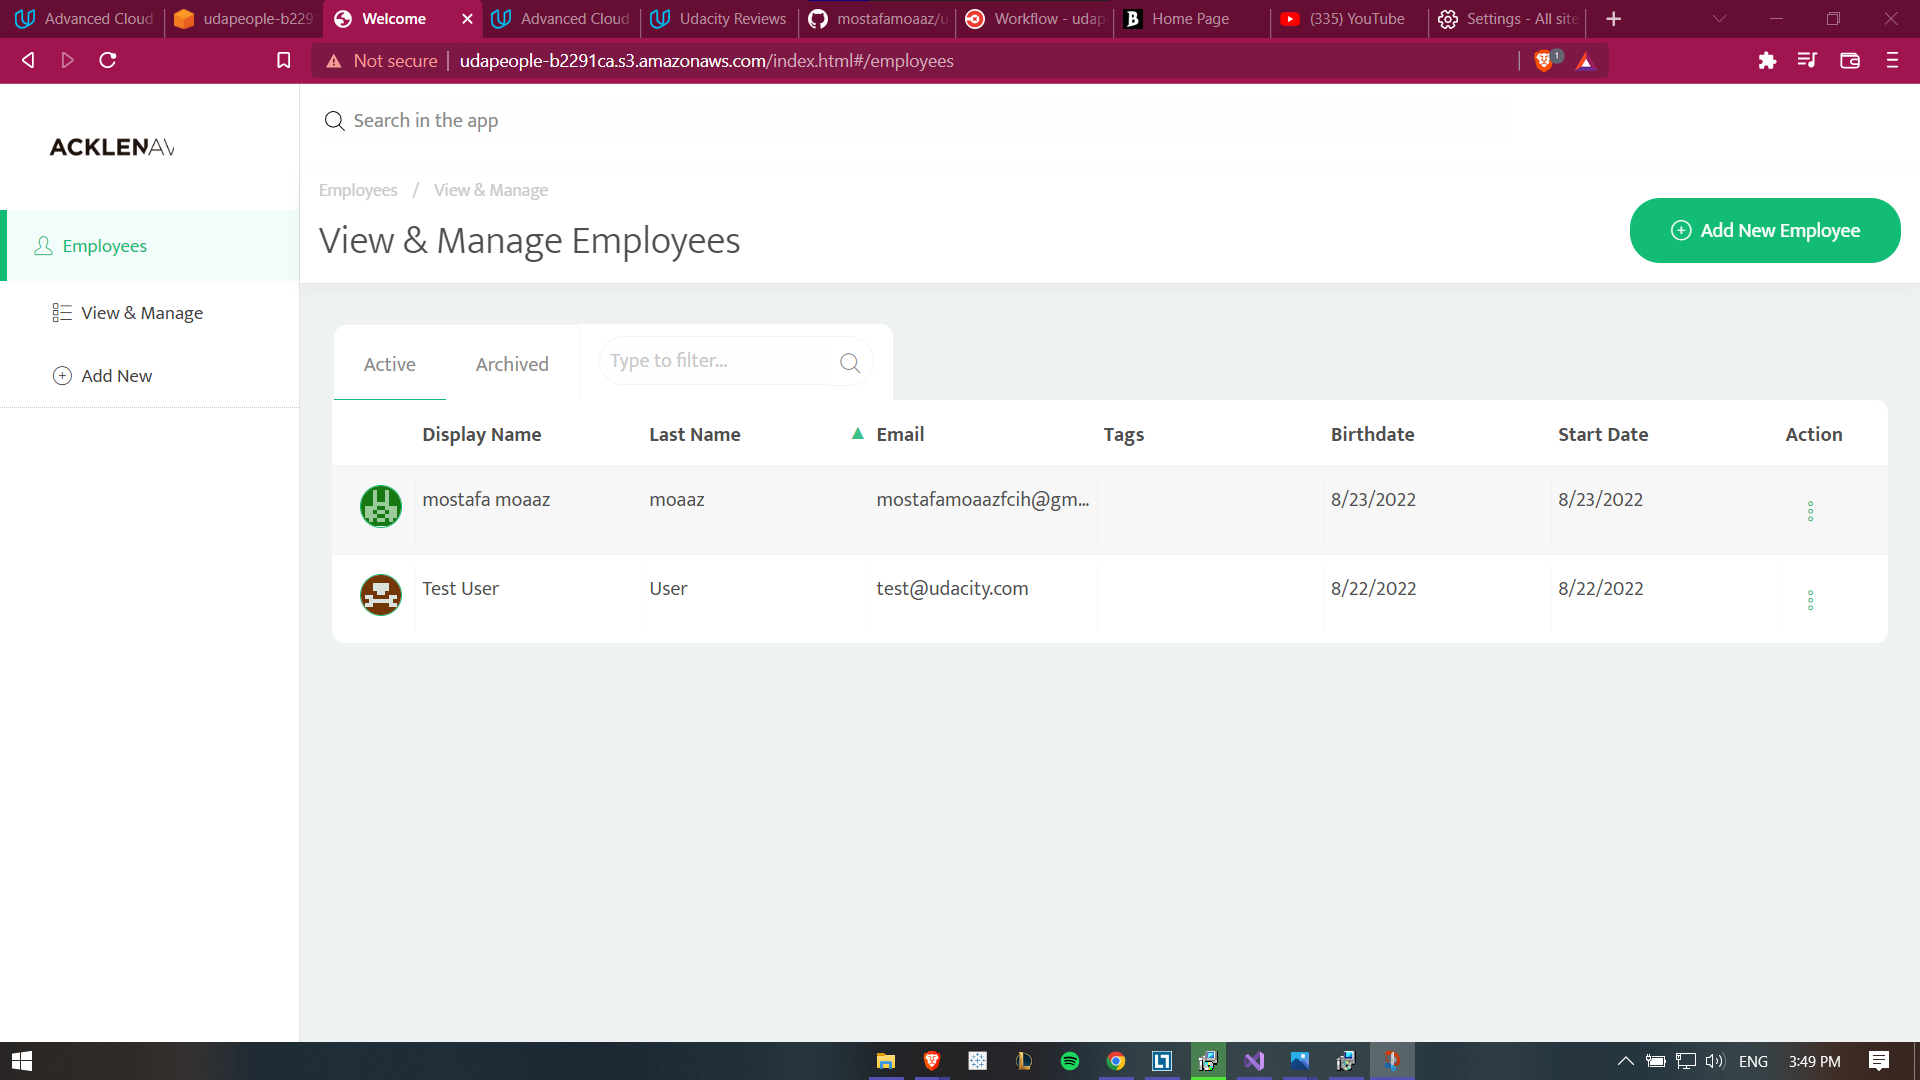 Advanced Cloud
udapeople-b229
Welcome
Advanced Cloud
Udacity Reviews
mostafamoaaz/u
Workflow - udap
Home Page
(335) YouTube
Settings - All site
Not secure
udapeople-b2291ca.s3.amazonaws.com/index.html#/employees
1
Search in the app
ACKLENAV
Employees / View & Manage
View & Manage Employees
Add New Employee
Employees
View & Manage
Add New
Active
Archived
Type to filter...
Display Name Last Name Email Tags Birthdate Start Date Action
mostafa moaaz moaaz mostafamoaazfcih@gm... 8/23/2022 8/23/2022
Test User User test@udacity.com 8/22/2022 8/22/2022
ENG
3:49 PM